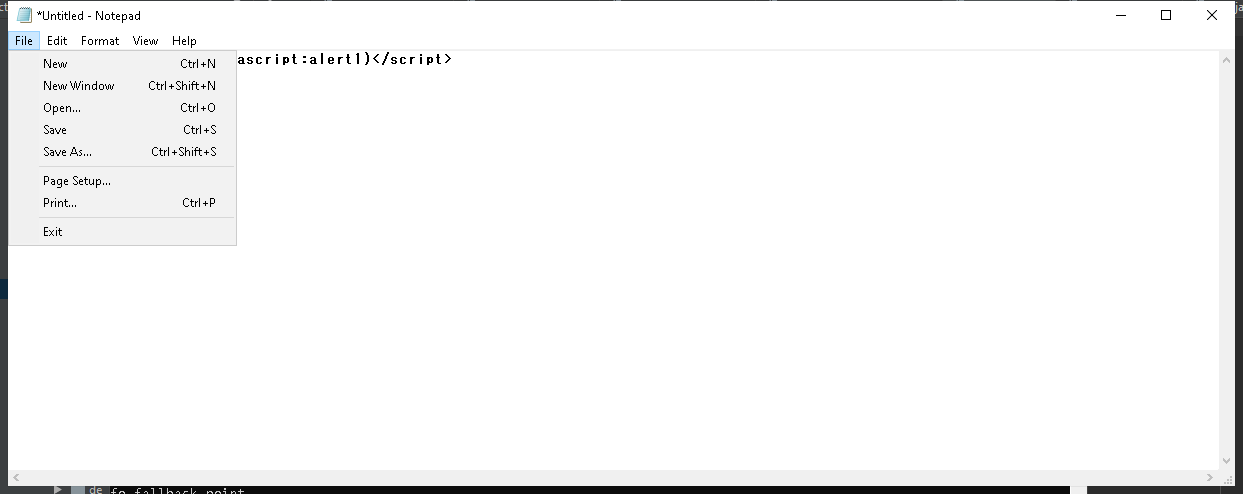 *Untitled - Notepad
File Edit Format View Help
ascript:alert1)</script>
New Ctrl+N
New Window Ctrl+Shift+N
Open... Ctrl+O
Save Ctrl+S
Save As... Ctrl+Shift+S
Page Setup...
Print... Ctrl+P
Exit
de fo fallback point